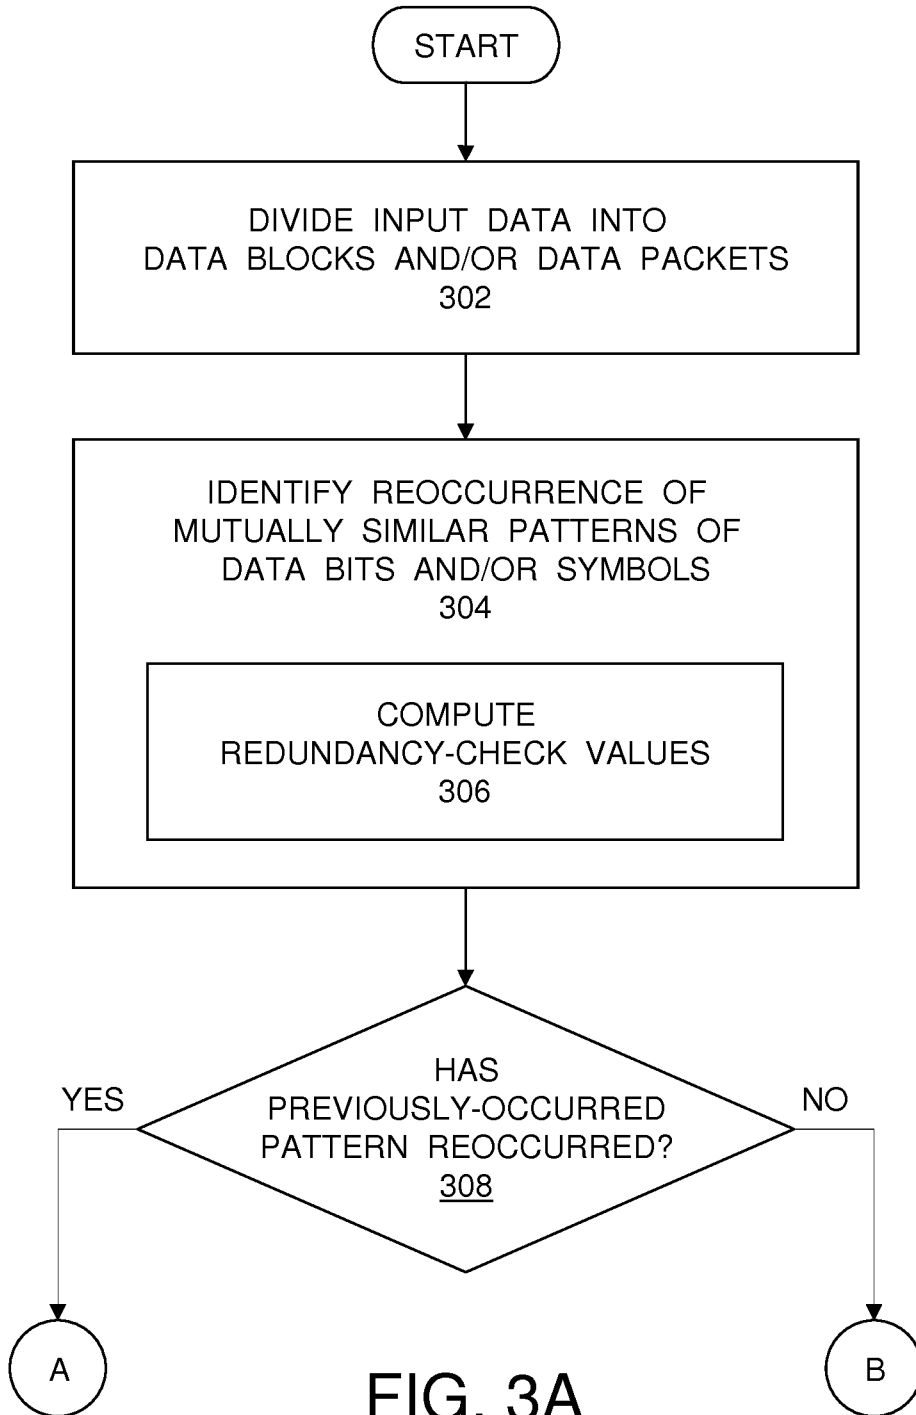 START
DIVIDE INPUT DATA INTO
DATA BLOCKS AND/OR DATA PACKETS
302
IDENTIFY REOCCURRENCE OF
MUTUALLY SIMILAR PATTERNS OF
DATA BITS AND/OR SYMBOLS
304
COMPUTE
REDUNDANCY-CHECK VALUES
306
HAS
PREVIOUSLY-OCCURRED
PATTERN REOCCURRED?
308
YES
NO
A
B
FIG. 3A